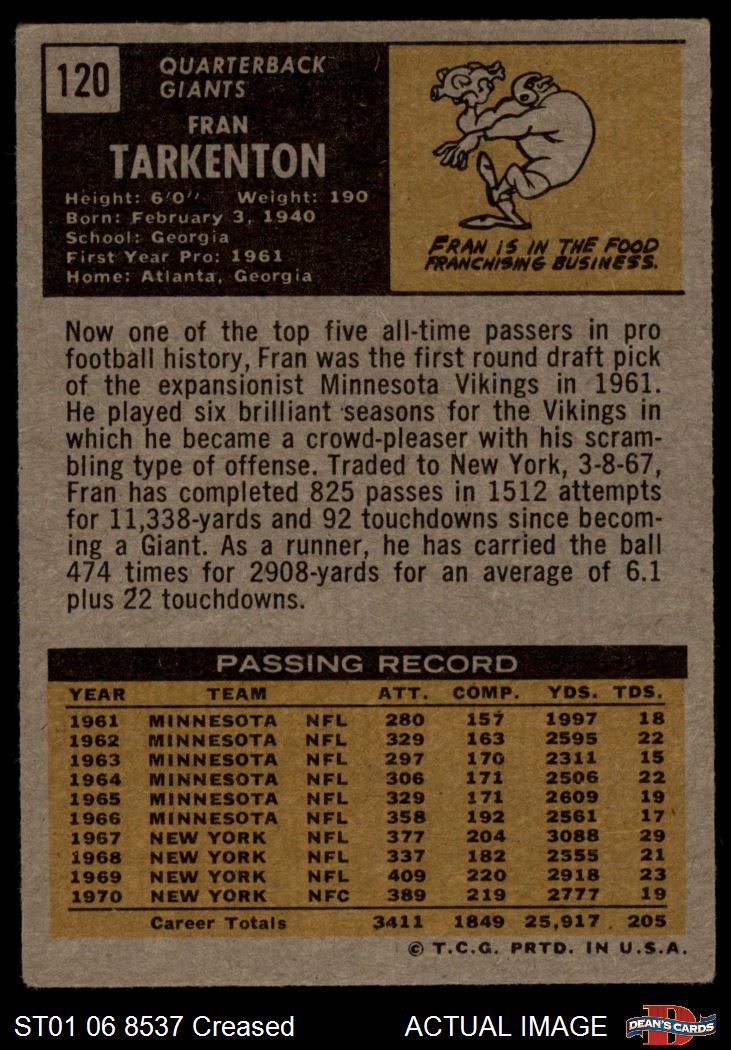 120
QUARTERBACK
GIANTS
FRAN
TARKENTON
Height: 6'0" Weight: 190
Born: February 3, 1940
School: Georgia
First Year Pro: 1961
Home: Atlanta, Georgia
FRAN IS IN THE FOOD
FRANCHISING BUSINESS.
Now one of the top five all-time passers in pro
football history, Fran was the first round draft pick
of the expansionist Minnesota Vikings in 1961.
He played six brilliant seasons for the Vikings in
which he became a crowd-pleaser with his scram-
bling type of offense. Traded to New York, 3-8-67,
Fran has completed 825 passes in 1512 attempts
for 11,338-yards and 92 touchdowns since becom-
ing a Giant. As a runner, he has carried the ball
474 times for 2908-yards for an average of 6.1
plus 22 touchdowns.
PASSING RECORD
YEAR TEAM ATT. COMP. YDS. TDS.
1961 MINNESOTA NFL 280 157 1997 18
1962 MINNESOTA NFL 329 163 2595 22
1963 MINNESOTA NFL 297 170 2311 15
1964 MINNESOTA NFL 306 171 2506 22
1965 MINNESOTA NFL 329 171 2609 19
1966 MINNESOTA NFL 358 192 2561 17
1967 NEW YORK NFL 377 204 3088 29
1968 NEW YORK NFL 337 182 2555 21
1969 NEW YORK NFL 409 220 2918 23
1970 NEW YORK NFC 389 219 2777 19
Career Totals 3411 1849 25,917 205
© T.C.G. PRTD. IN U.S.A.
ST01 06 8537 Creased ACTUAL IMAGE
D
DEAN'S CARDS